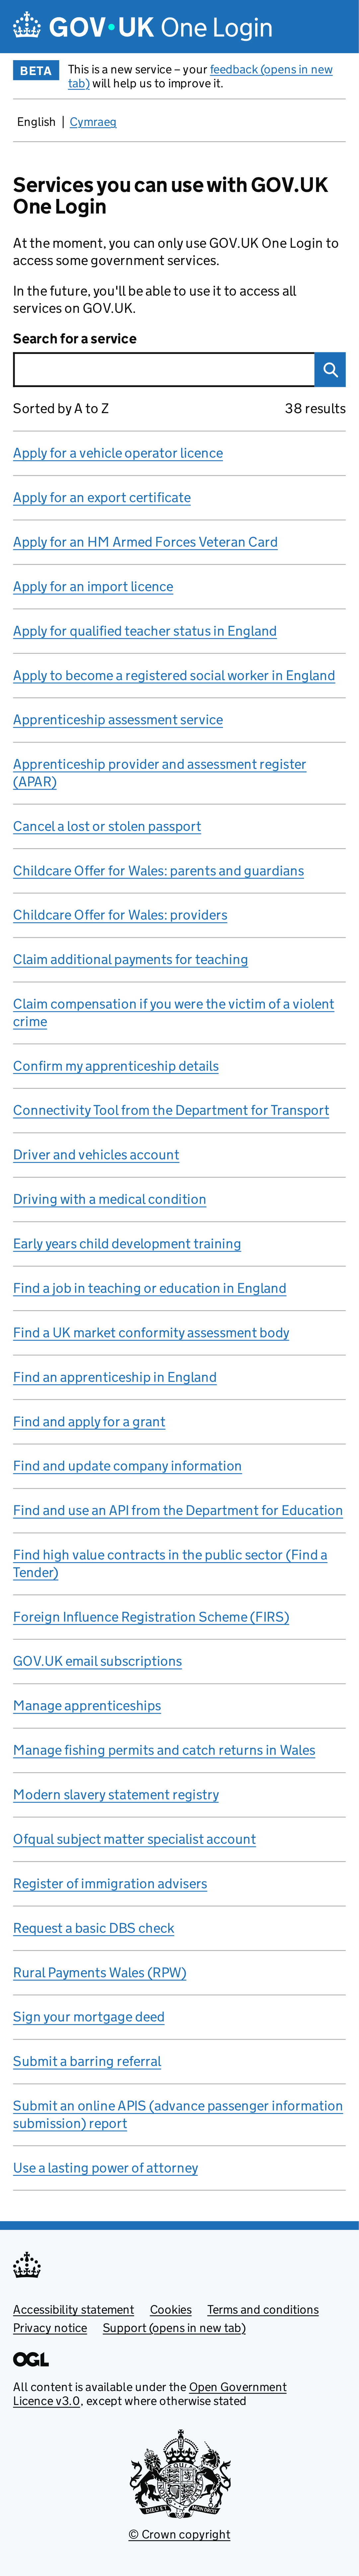 GOV.UK One Login
BETA
This is a new service – your feedback (opens in new
tab) will help us to improve it.
English | Cymraeg
Services you can use with GOV.UK
One Login
At the moment, you can only use GOV.UK One Login to
access some government services.
In the future, you'll be able to use it to access all
services on GOV.UK.
Search for a service
Sorted by A to Z 38 results
Apply for a vehicle operator licence
Apply for an export certificate
Apply for an HM Armed Forces Veteran Card
Apply for an import licence
Apply for qualified teacher status in England
Apply to become a registered social worker in England
Apprenticeship assessment service
Apprenticeship provider and assessment register
(APAR)
Cancel a lost or stolen passport
Childcare Offer for Wales: parents and guardians
Childcare Offer for Wales: providers
Claim additional payments for teaching
Claim compensation if you were the victim of a violent
crime
Confirm my apprenticeship details
Connectivity Tool from the Department for Transport
Driver and vehicles account
Driving with a medical condition
Early years child development training
Find a job in teaching or education in England
Find a UK market conformity assessment body
Find an apprenticeship in England
Find and apply for a grant
Find and update company information
Find and use an API from the Department for Education
Find high value contracts in the public sector (Find a
Tender)
Foreign Influence Registration Scheme (FIRS)
GOV.UK email subscriptions
Manage apprenticeships
Manage fishing permits and catch returns in Wales
Modern slavery statement registry
Ofqual subject matter specialist account
Register of immigration advisers
Request a basic DBS check
Rural Payments Wales (RPW)
Sign your mortgage deed
Submit a barring referral
Submit an online APIS (advance passenger information
submission) report
Use a lasting power of attorney
Accessibility statement Cookies Terms and conditions
Privacy notice Support (opens in new tab)
OGL
All content is available under the Open Government
Licence v3.0, except where otherwise stated
© Crown copyright